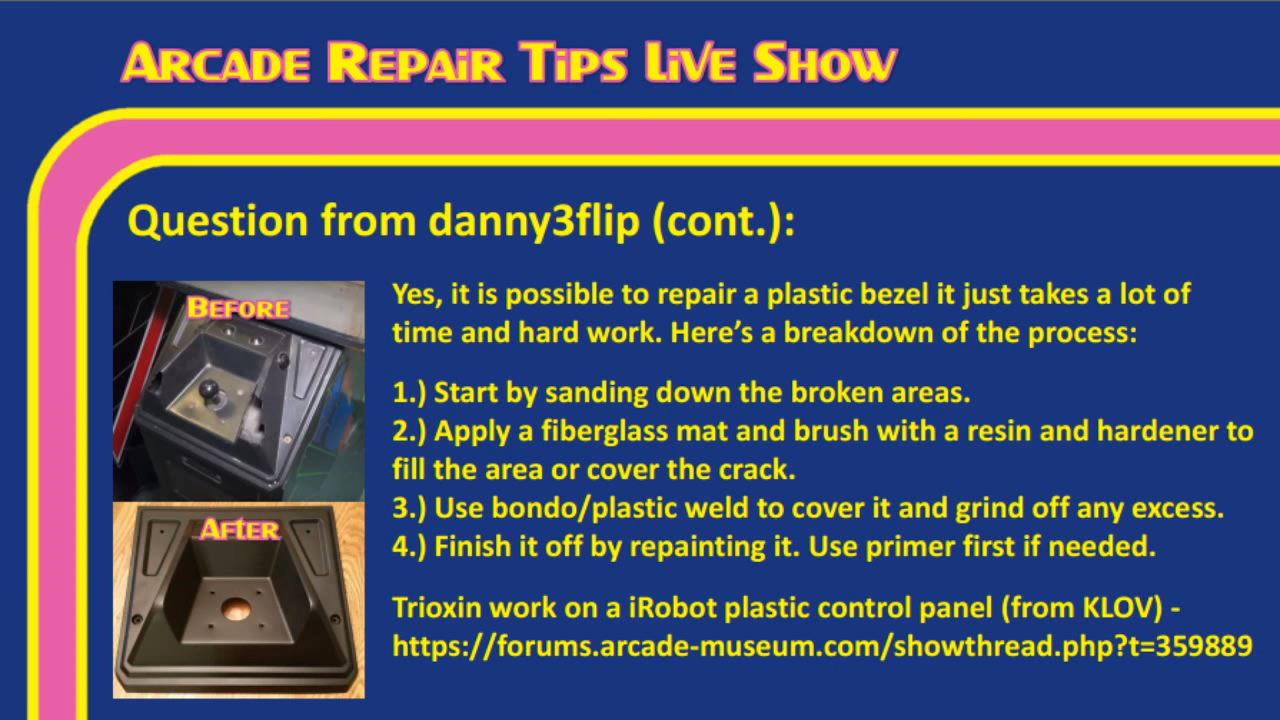 Arcade Repair Tips Live Show
Question from danny3flip (cont.):
Before
After
Yes, it is possible to repair a plastic bezel it just takes a lot of
time and hard work. Here’s a breakdown of the process:
1.) Start by sanding down the broken areas.
2.) Apply a fiberglass mat and brush with a resin and hardener to
fill the area or cover the crack.
3.) Use bondo/plastic weld to cover it and grind off any excess.
4.) Finish it off by repainting it. Use primer first if needed.
Trioxin work on a iRobot plastic control panel (from KLOV) -
https://forums.arcade-museum.com/showthread.php?t=359889